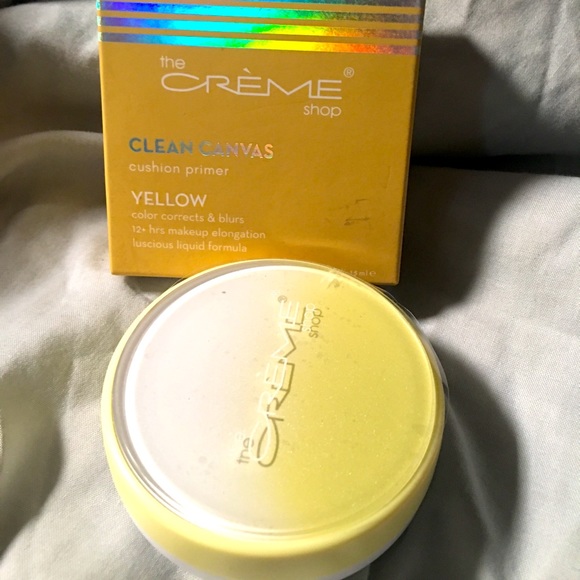 the
CRÈME®
shop
CLEAN CANVAS
cushion primer
YELLOW
color corrects & blurs
12+ hrs makeup elongation
luscious liquid formula
the
CRÈME®
shop